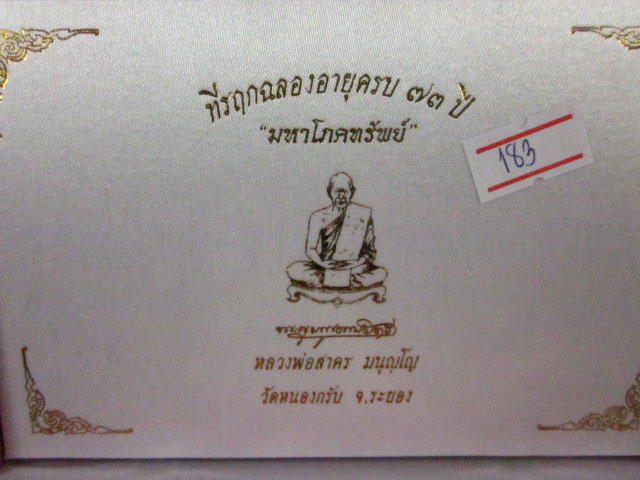 ที่รฤกฉลองอายุครบ ๗๓ ปี
"มหาโภคทรัพย์"
183
หลวงพ่อสาคร มนุญฺโญ
วัดหนองกรับ จ.ระยอง